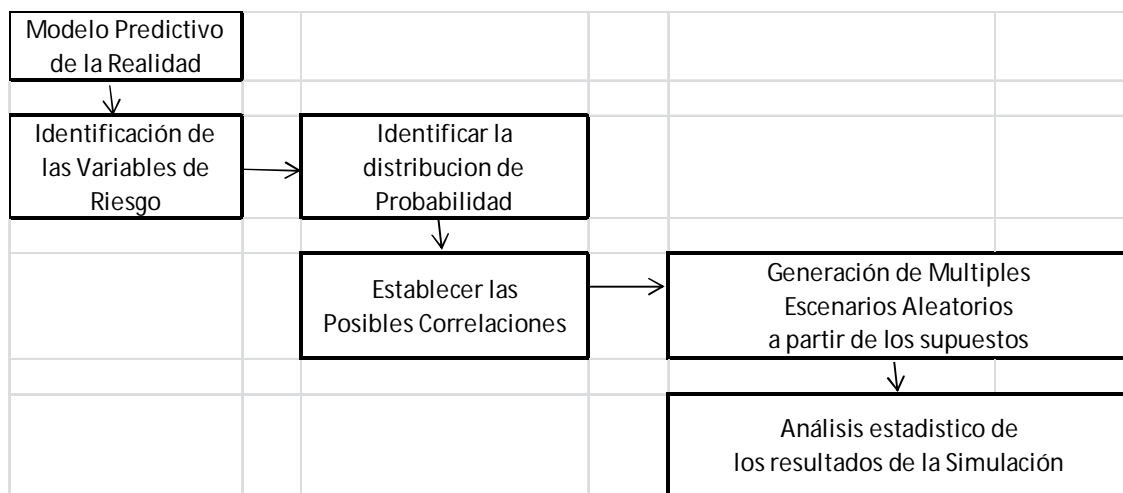 Modelo Predictivo
de la Realidad
Identificación de
las Variables de
Riesgo
Identificar la
distribucion de
Probabilidad
Establecer las
Posibles Correlaciones
Generación de Multiples
Escenarios Aleatorios
a partir de los supuestos
Análisis estadistico de
los resultados de la Simulación